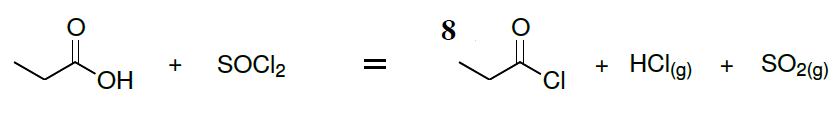 O
OH + SOCl2 = 8 O
Cl + HCl(g) + SO2(g)